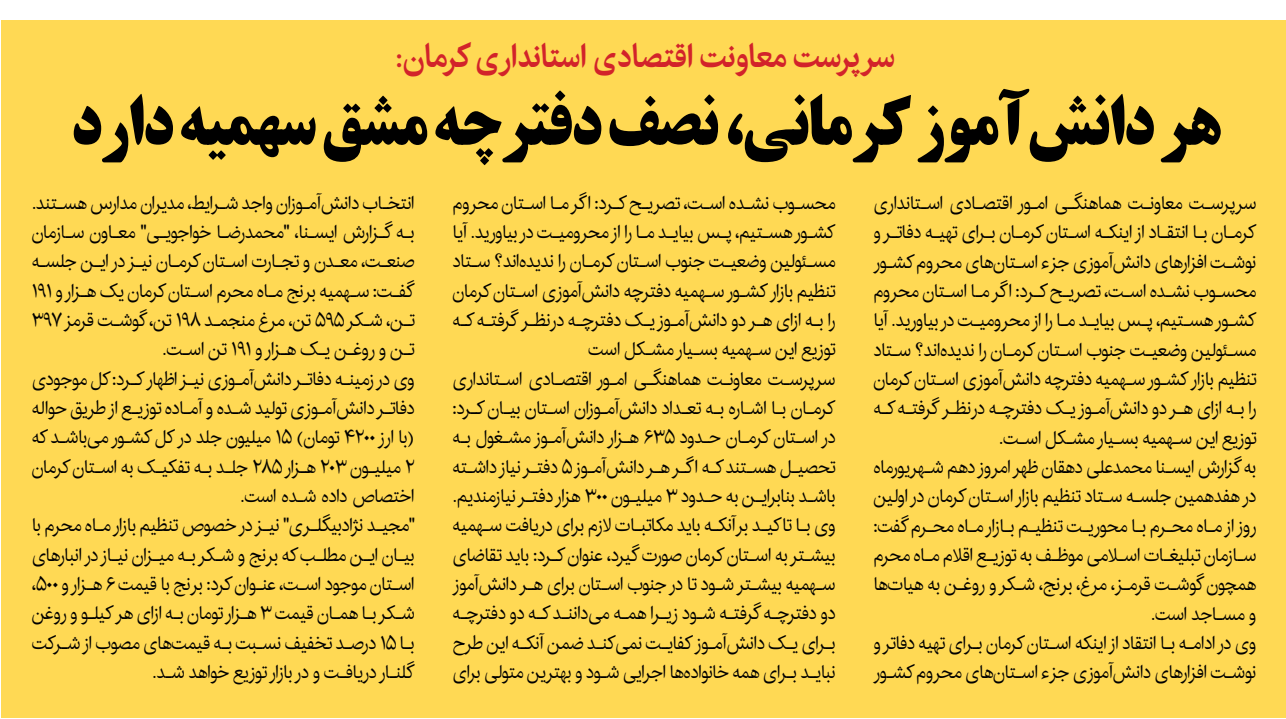 سرپرست معاونت اقتصادی استانداری کرمان:
هر دانش‌آموز کرمانی، نصف دفترچه مشق سهمیه دارد
سرپرست معاونت هماهنگی امور اقتصادی استانداری
کرمان با انتقاد از اینکه استان کرمان برای تهیه دفاتر و
نوشت افزارهای دانش‌آموزی جزء استان‌های محروم کشور
محسوب نشده است، تصریح کرد: اگر ما استان محروم
کشور هستیم، پس بیاید ما را از محرومیت در بیاورید. آیا
مسئولین وضعیت جنوب استان کرمان را ندیده‌اند؟ ستاد
تنظیم بازار کشور سهمیه دفترچه دانش‌آموزی استان کرمان
را به ازای هر دو دانش‌آموز یک دفترچه درنظر گرفته که
توزیع این سهمیه بسیار مشکل است.
به گزارش ایسنا محمدعلی دهقان ظهر امروز دهم شهریورماه
در هفدهمین جلسه ستاد تنظیم بازار استان کرمان در اولین
روز از ماه محرم با محوریت تنظیم بازار ماه محرم گفت:
سازمان تبلیغات اسلامی موظف به توزیع اقلام ماه محرم
همچون گوشت قرمز، مرغ، برنج، شکر و روغن به هیات‌ها
و مساجد است.
وی در ادامه با انتقاد از اینکه استان کرمان برای تهیه دفاتر و
نوشت افزارهای دانش‌آموزی جزء استان‌های محروم کشور
محسوب نشده است، تصریح کرد: اگر ما استان محروم
کشور هستیم، پس بیاید ما را از محرومیت در بیاورید. آیا
مسئولین وضعیت جنوب استان کرمان را ندیده‌اند؟ ستاد
تنظیم بازار کشور سهمیه دفترچه دانش‌آموزی استان کرمان
را به ازای هر دو دانش‌آموز یک دفترچه درنظر گرفته که
توزیع این سهمیه بسیار مشکل است
سرپرست معاونت هماهنگی امور اقتصادی استانداری
کرمان با اشاره به تعداد دانش‌آموزان استان بیان کرد:
در استان کرمان حدود ۶۳۵ هزار دانش‌آموز مشغول به
تحصیل هستند که اگر هر دانش‌آموز ۵ دفتر نیاز داشته
باشد بنابراین به حدود ۳ میلیون ۳۰۰ هزار دفتر نیازمندیم.
وی با تاکید بر آنکه باید مکاتبات لازم برای دریافت سهمیه
بیشتر به استان کرمان صورت گیرد، عنوان کرد: باید تقاضای
سهمیه بیشتر شود تا در جنوب استان برای هر دانش‌آموز
دو دفترچه گرفته شود زیرا همه می‌دانند که دو دفترچه
برای یک دانش‌آموز کفایت نمی‌کند ضمن آنکه این طرح
نباید برای همه خانواده‌ها اجرایی شود و بهترین متولی برای
انتخاب دانش‌آموزان واجد شرایط، مدیران مدارس هستند.
به گزارش ایسنا، "محمدرضا خواجویی" معاون سازمان
صنعت، معدن و تجارت استان کرمان نیز در این جلسه
گفت: سهمیه برنج ماه محرم استان کرمان یک هزار و ۱۹۱
تن، شکر ۵۹۵ تن، مرغ منجمد ۱۹۸ تن، گوشت قرمز ۳۹۷
تن و روغن یک هزار و ۱۹۱ تن است.
وی در زمینه دفاتر دانش‌آموزی نیز اظهار کرد: کل موجودی
دفاتر دانش‌آموزی تولید شده و آماده توزیع از طریق حواله
(با ارز ۴۲۰۰ تومان) ۱۵ میلیون جلد در کل کشور می‌باشد که
۲ میلیون ۲۰۳ هزار ۲۸۵ جلد به تفکیک به استان کرمان
اختصاص داده شده است.
"مجید نژادبیگلری" نیز در خصوص تنظیم بازار ماه محرم با
بیان این مطلب که برنج و شکر به میزان نیاز در انبارهای
استان موجود است، عنوان کرد: برنج با قیمت ۶ هزار و ۵۰۰،
شکر با همان قیمت ۳ هزار تومان به ازای هر کیلو و روغن
با ۱۵ درصد تخفیف نسبت به قیمت‌های مصوب از شرکت
گلنار دریافت و در بازار توزیع خواهد شد.